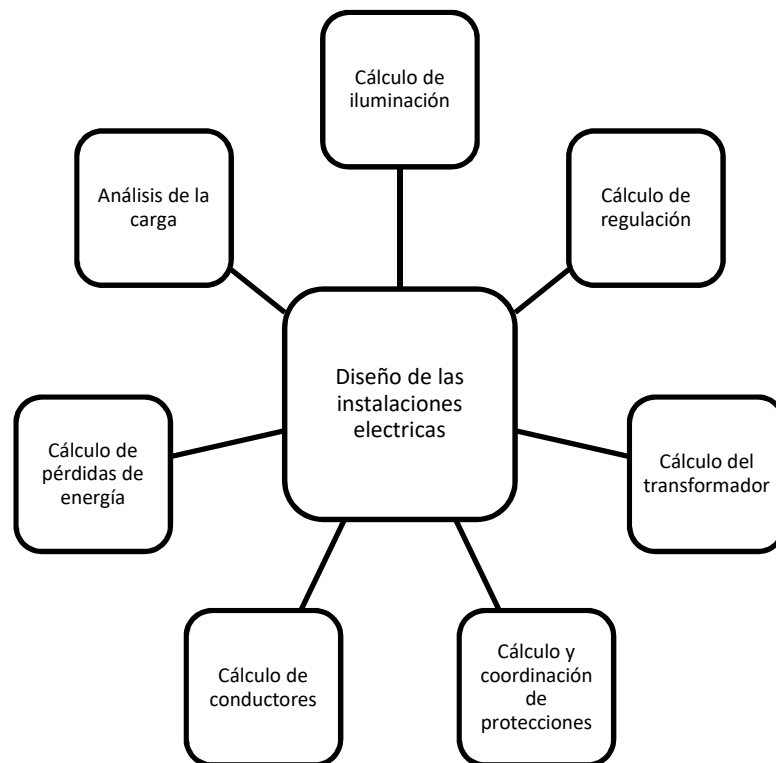 Cálculo de
iluminación
Análisis de la
carga
Cálculo de
regulación
Diseño de las
instalaciones
electricas
Cálculo de
pérdidas de
energía
Cálculo del
transformador
Cálculo de
conductores
Cálculo y
coordinación
de
protecciones